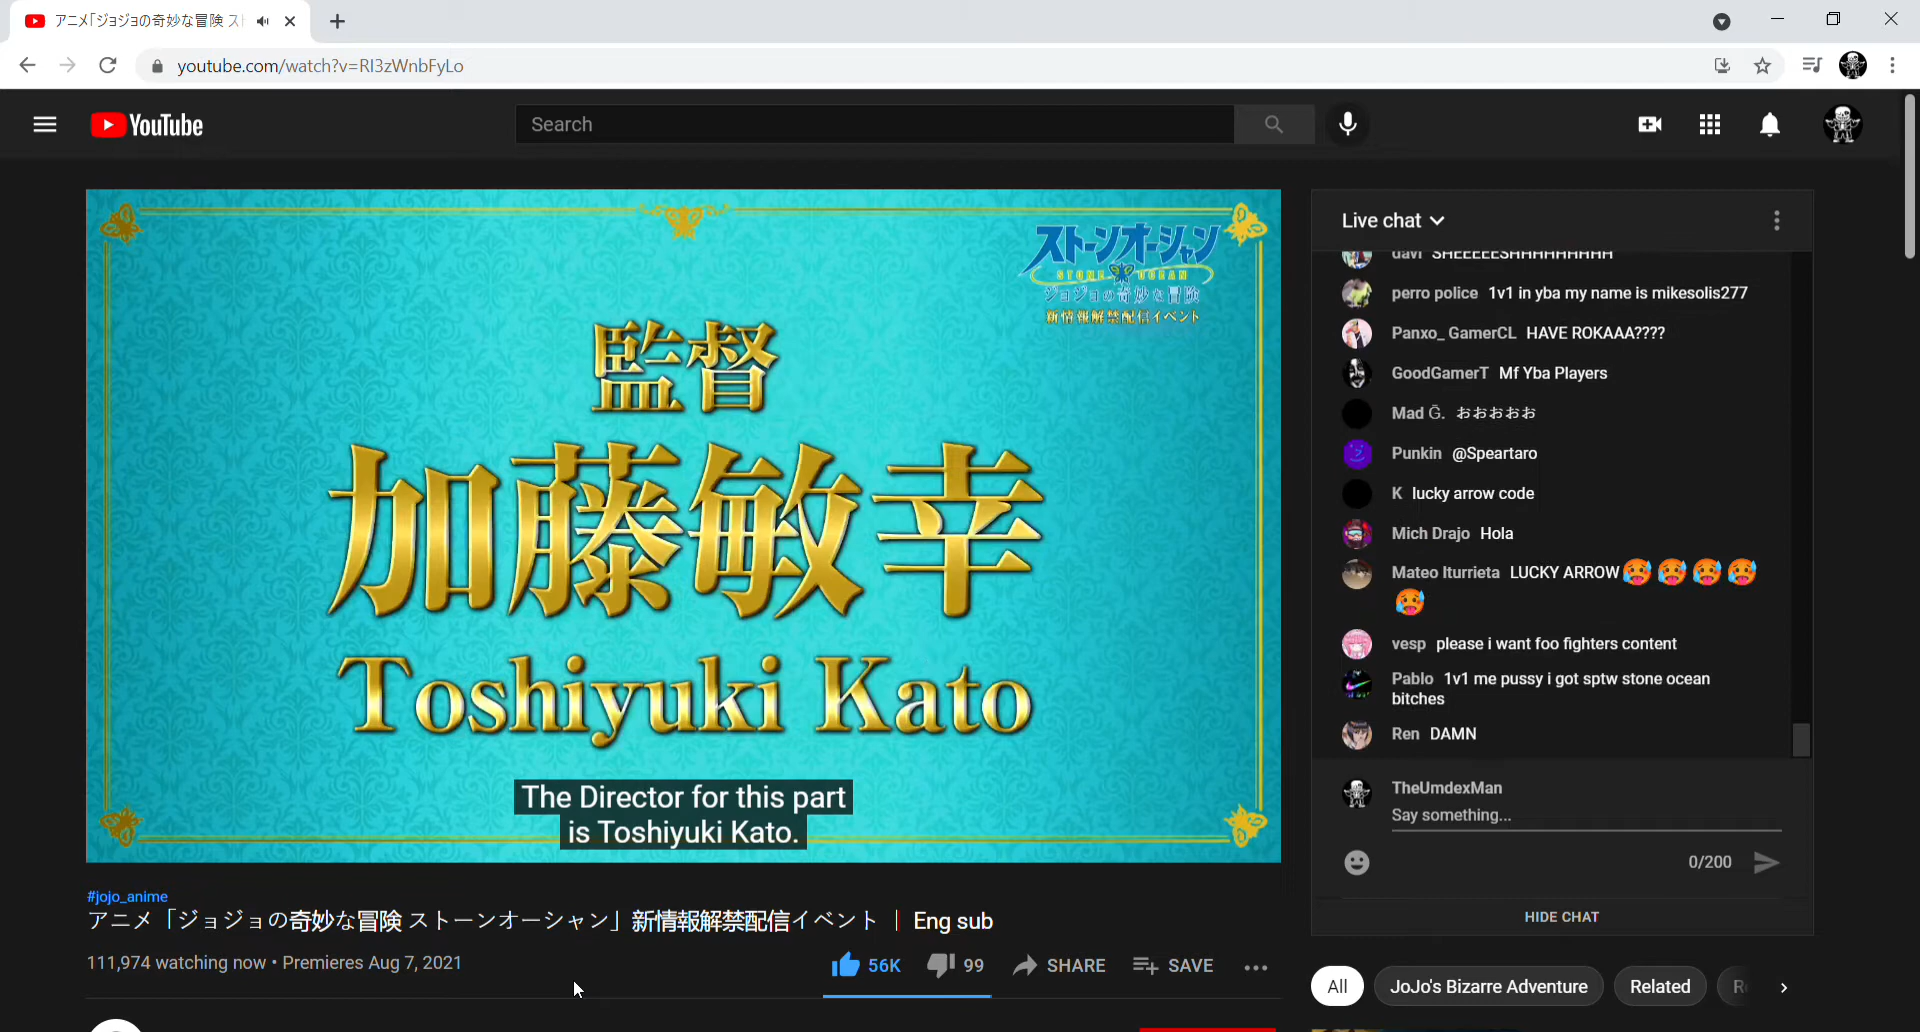 アニメ「ジョジョの奇妙な冒険 スト
youtube.com/watch?v=RI3zWnbFyLo
YouTube
Search
ストーンオーシャン
STONE OCEAN
ジョジョの奇妙な冒険
新情報解禁配信イベント
監督
加藤敏幸
Toshiyuki Kato
The Director for this part
is Toshiyuki Kato.
#jojo_anime
アニメ「ジョジョの奇妙な冒険 ストーンオーシャン」新情報解禁配信イベント ｜ Eng sub
111,974 watching now • Premieres Aug 7, 2021
56K
99
SHARE
SAVE
Live chat
davi SHEEEEESHHHHHHHHH
perro police 1v1 in yba my name is mikesolis277
Panxo_ GamerCL HAVE ROKAAA????
GoodGamerT Mf Yba Players
Mad Ḡ. おおおおお
Punkin @Speartaro
K lucky arrow code
Mich Drajo Hola
Mateo Iturrieta LUCKY ARROW🥵🥵🥵🥵
🥵
vesp please i want foo fighters content
Pablo 1v1 me pussy i got sptw stone ocean
bitches
Ren DAMN
TheUmdexMan
Say something...
0/200
HIDE CHAT
All
JoJo's Bizarre Adventure
Related